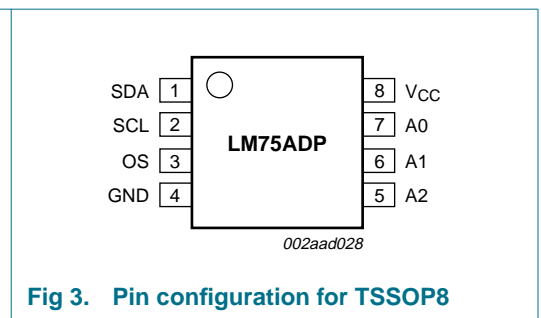 SDA 1 8 VCC
SCL 2 7 A0
LM75ADP
OS 3 6 A1
GND 4 5 A2
002aad028
Fig 3. Pin configuration for TSSOP8